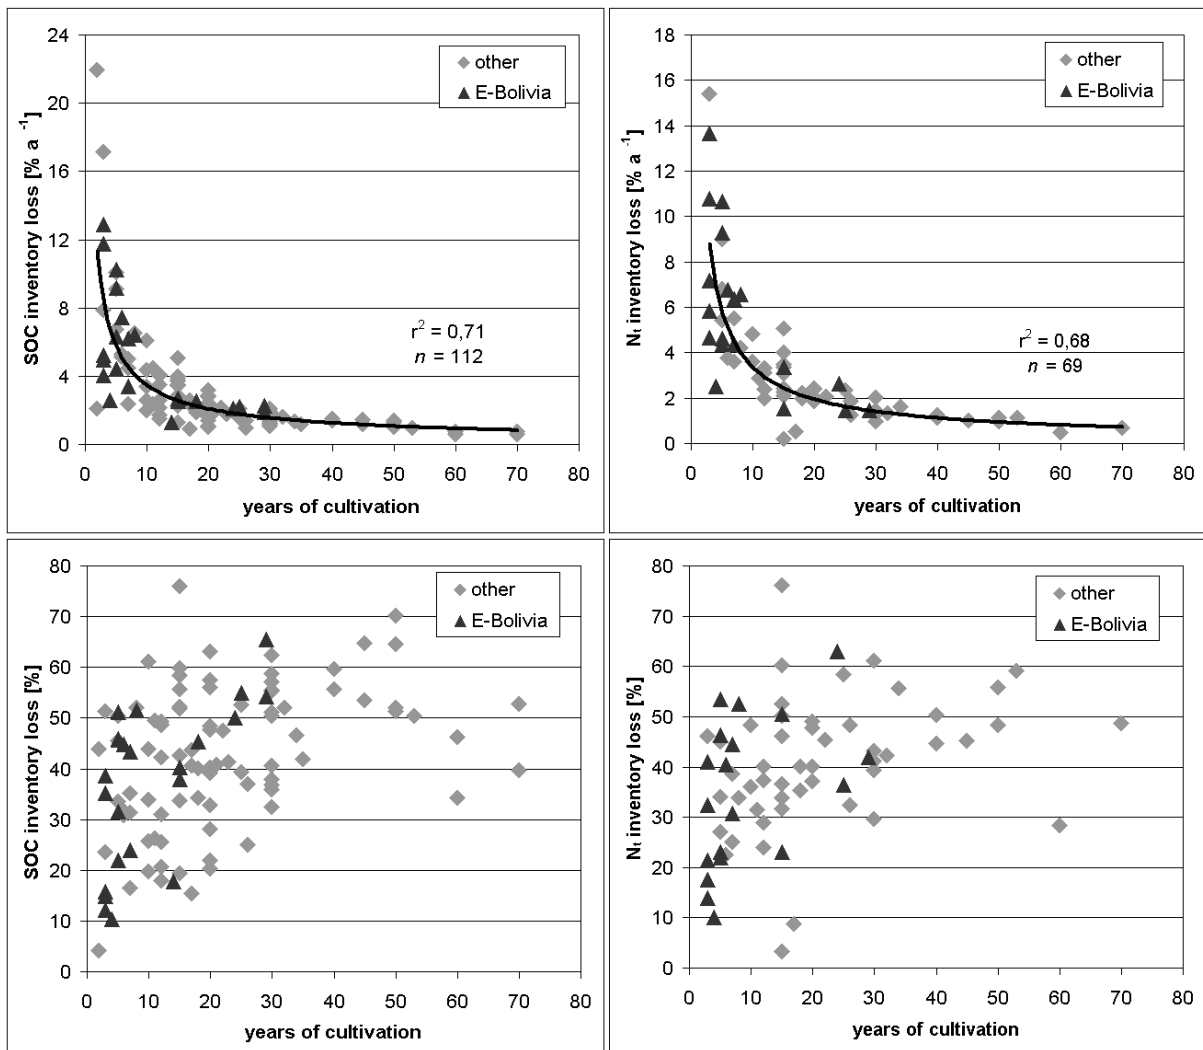 24
20
16
12
8
4
0
SOC inventory loss [% a ⁻¹]
other
E-Bolivia
r² = 0,71
n = 112
0 10 20 30 40 50 60 70 80
years of cultivation
18
16
14
12
10
8
6
4
2
0
Nt inventory loss [% a ⁻¹]
other
E-Bolivia
r² = 0,68
n = 69
0 10 20 30 40 50 60 70 80
years of cultivation
80
70
60
50
40
30
20
10
0
SOC inventory loss [%]
other
E-Bolivia
0 10 20 30 40 50 60 70 80
years of cultivation
80
70
60
50
40
30
20
10
0
Nt inventory loss [%]
other
E-Bolivia
0 10 20 30 40 50 60 70 80
years of cultivation